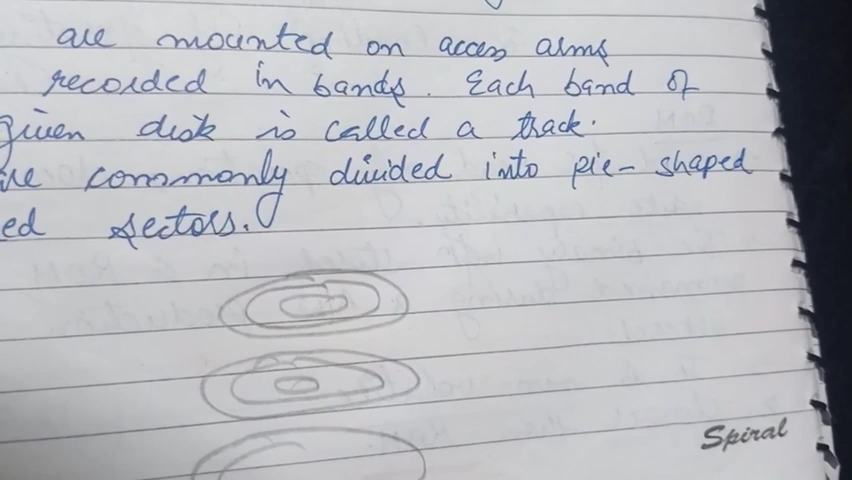 are mounted on access arms
recorded in bands. Each band of
given disk is called a track.
are commonly divided into pie-shaped
ed sectors.
Spiral